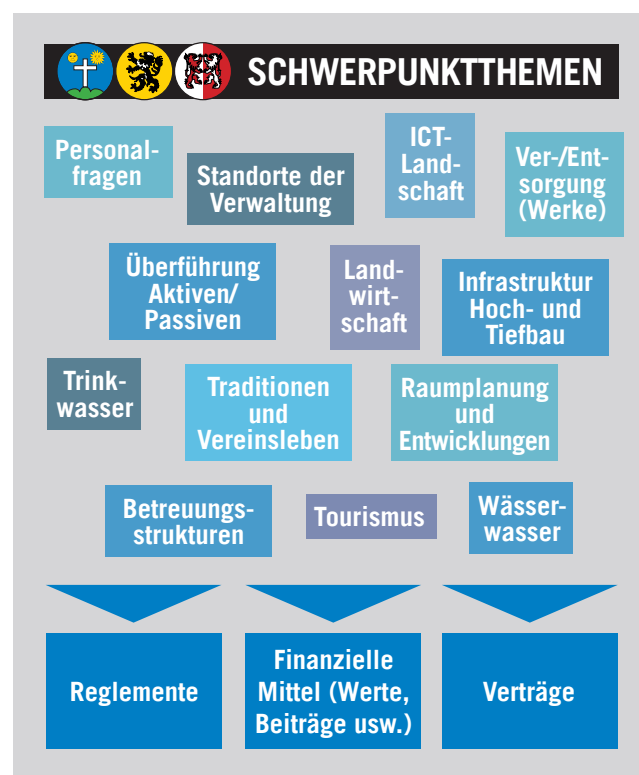 SCHWERPUNKTTHEMEN
Personal-
fragen
Standorte der
Verwaltung
ICT-
Land-
schaft
Ver-/Ent-
sorgung
(Werke)
Überführung
Aktiven/
Passiven
Land-
wirt-
schaft
Infrastruktur
Hoch- und
Tiefbau
Trink-
wasser
Traditionen
und
Vereinsleben
Raumplanung
und
Entwicklungen
Betreuungs-
strukturen
Tourismus
Wässer-
wasser
Reglemente
Finanzielle
Mittel (Werte,
Beiträge usw.)
Verträge